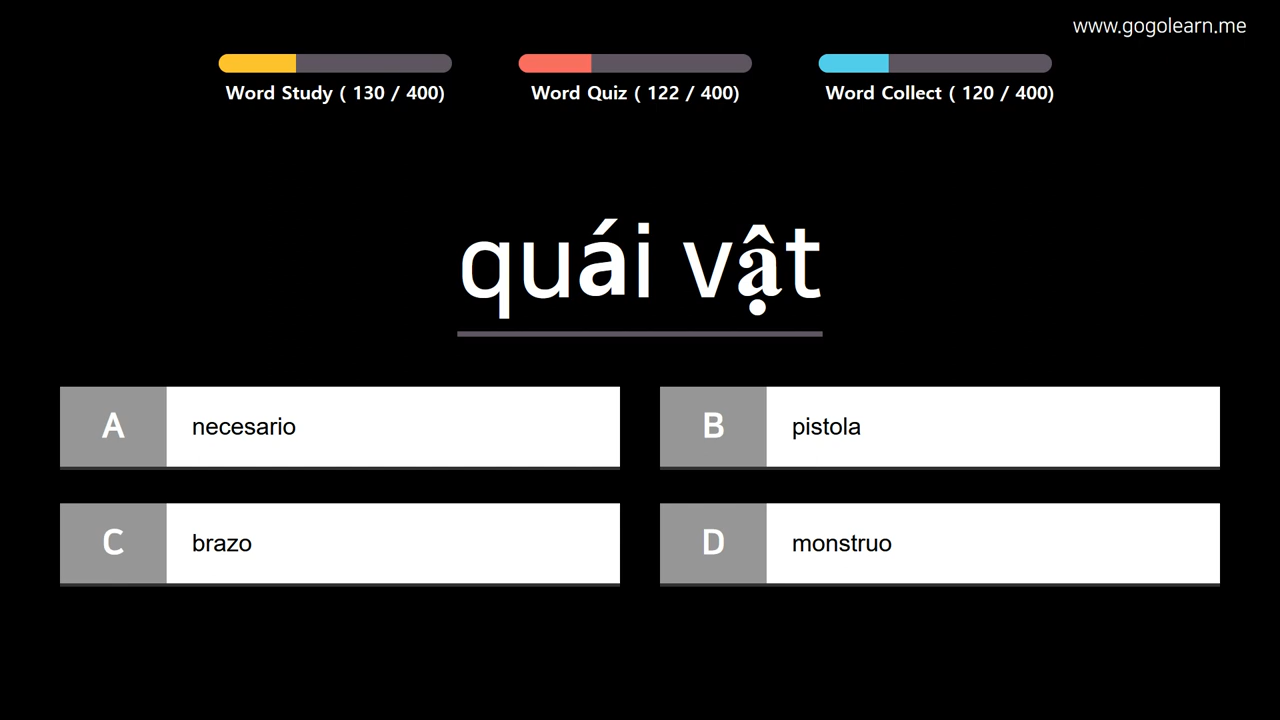 www.gogolearn.me
Word Study ( 130 / 400)
Word Quiz ( 122 / 400)
Word Collect ( 120 / 400)
quái vật
A necesario
B pistola
C brazo
D monstruo